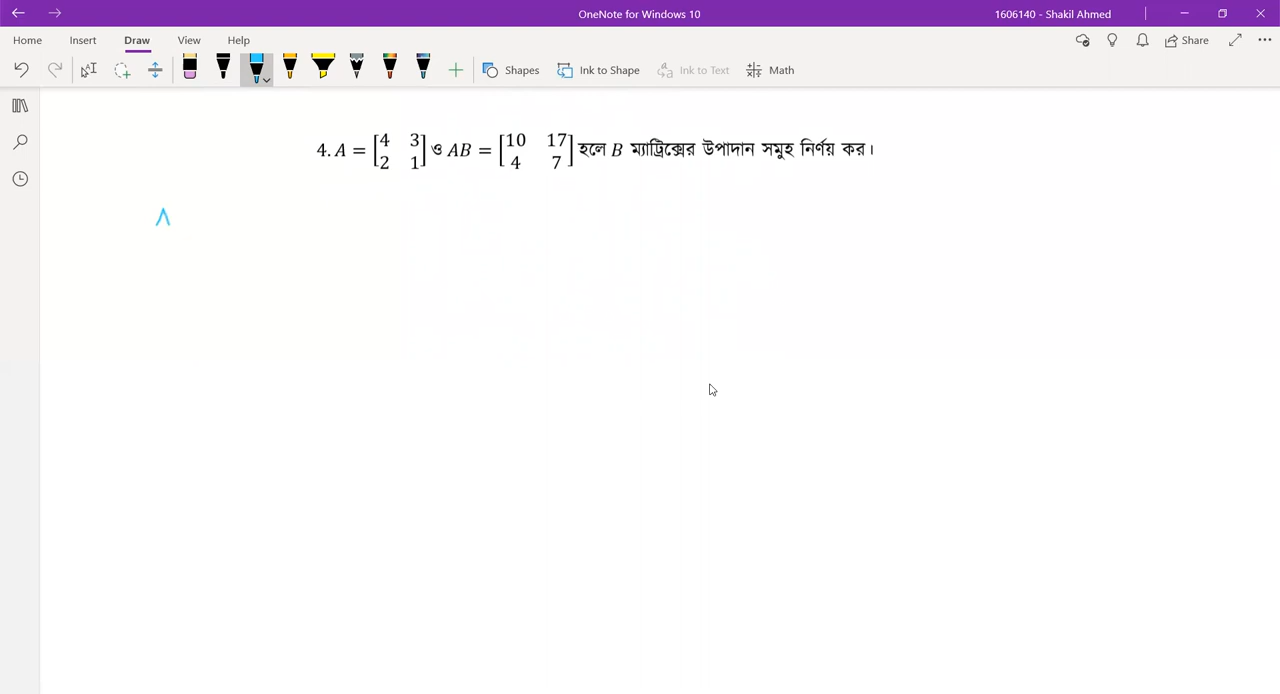 OneNote for Windows 10
1606140 - Shakil Ahmed
Home Insert Draw View Help
Share
Shapes Ink to Shape Ink to Text Math
4. A = [4 3 ও AB = [10 17 হলে B ম্যাট্রিক্সের উপাদান সমুহ নির্ণয় কর।
2 1] 4 7]